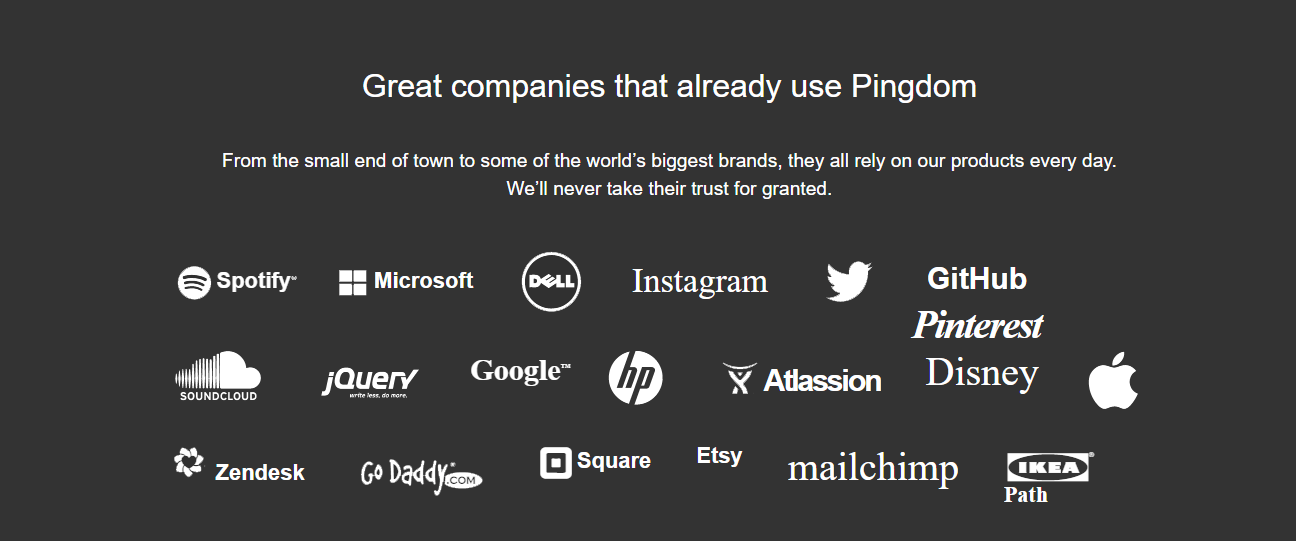 Great companies that already use Pingdom
From the small end of town to some of the world’s biggest brands, they all rely on our products every day.
We’ll never take their trust for granted.
Spotify Microsoft DELL Instagram GitHub
Pinterest
SOUNDCLOUD jQuery write less, do more. Google™ hp Atlassion Disney
Zendesk Go Daddy.COM Square Etsy mailchimp IKEA®
Path